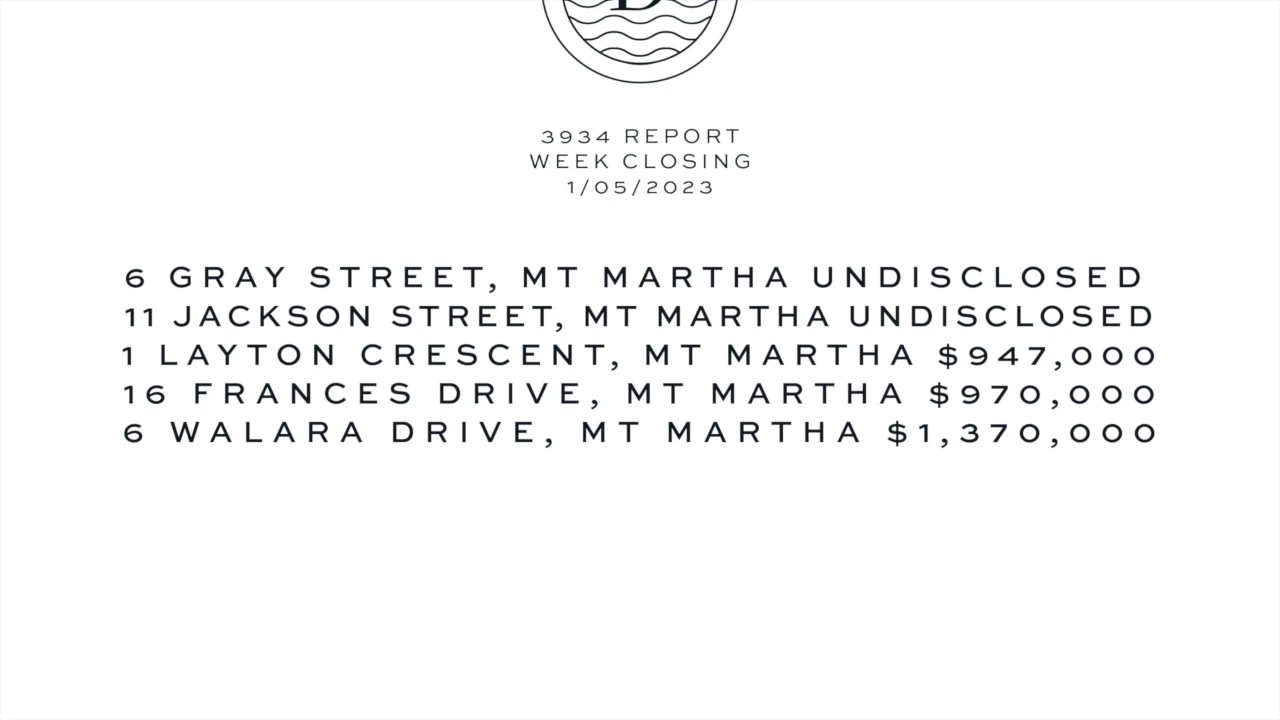 3934 REPORT
WEEK CLOSING
1/05/2023
6 GRAY STREET, MT MARTHA UNDISCLOSED
11 JACKSON STREET, MT MARTHA UNDISCLOSED
1 LAYTON CRESCENT, MT MARTHA $947,000
16 FRANCES DRIVE, MT MARTHA $970,000
6 WALARA DRIVE, MT MARTHA $1,370,000